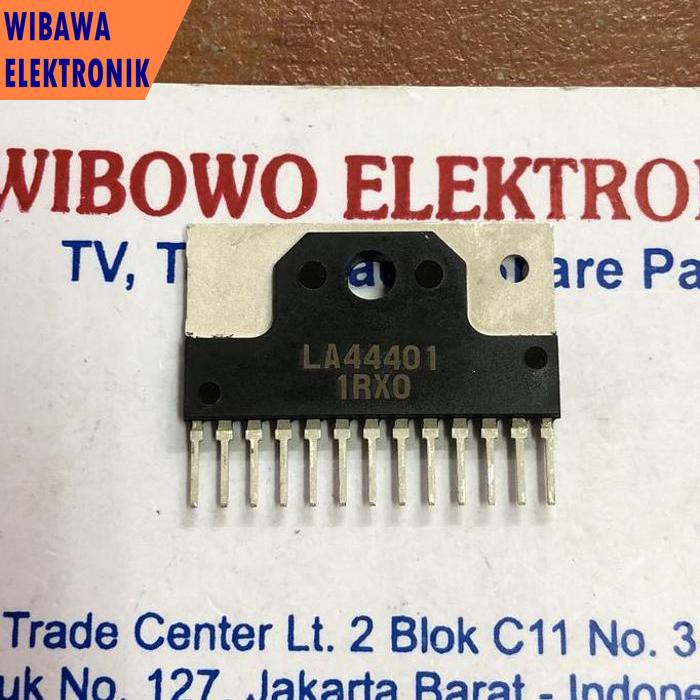 WIBAWA
ELEKTRONIK
WIBOWO ELEKTRO
TV,
are Pa
LA44401
1RX0
Trade Center Lt. 2 Blok C11 No. 3
uk No. 127, Jakarta Barat - Indone